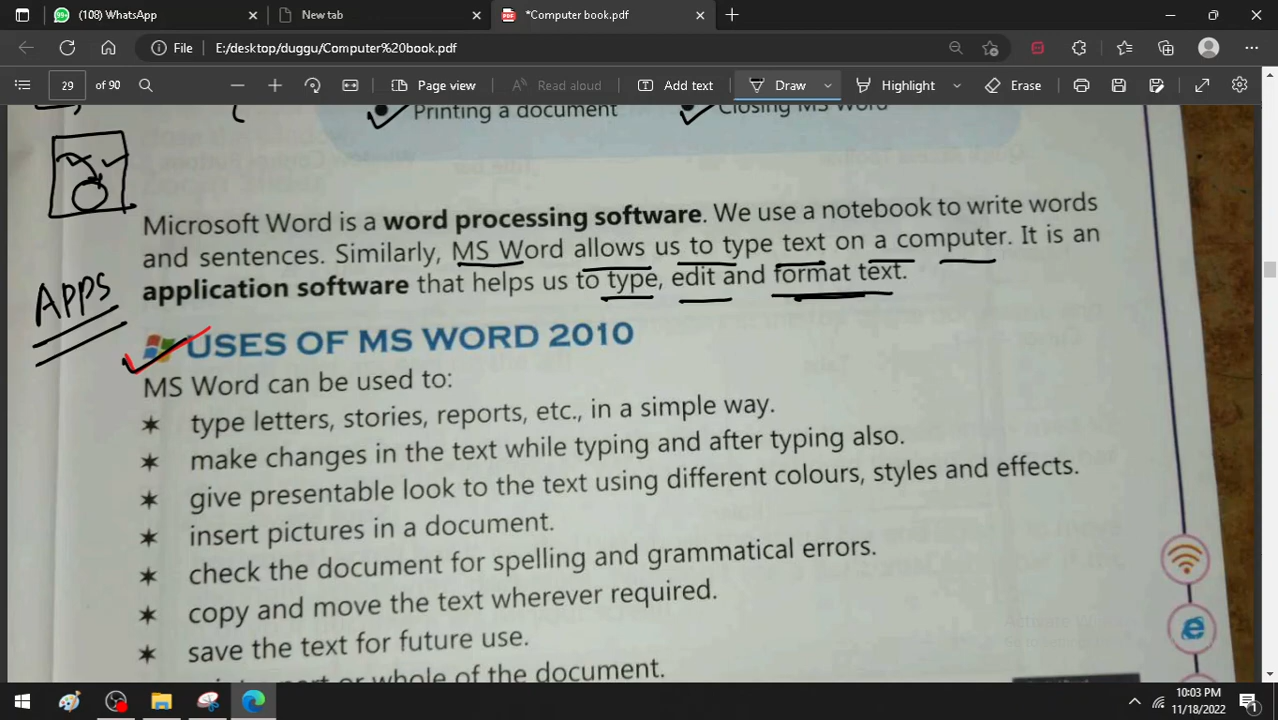 (108) WhatsApp
New tab
*Computer book.pdf
File E:/desktop/duggu/Computer%20book.pdf
29 of 90
Page view
Read aloud
Add text
Draw
Highlight
Erase
Printing a document
Closing MS Word
Microsoft Word is a word processing software. We use a notebook to write words
and sentences. Similarly, MS Word allows us to type text on a computer. It is an
application software that helps us to type, edit and format text.
APPS
USES OF MS WORD 2010
MS Word can be used to:
✶ type letters, stories, reports, etc., in a simple way.
✶ make changes in the text while typing and after typing also.
✶ give presentable look to the text using different colours, styles and effects.
✶ insert pictures in a document.
✶ check the document for spelling and grammatical errors.
✶ copy and move the text wherever required.
✶ save the text for future use.
part or whole of the document.
10:03 PM
11/18/2022